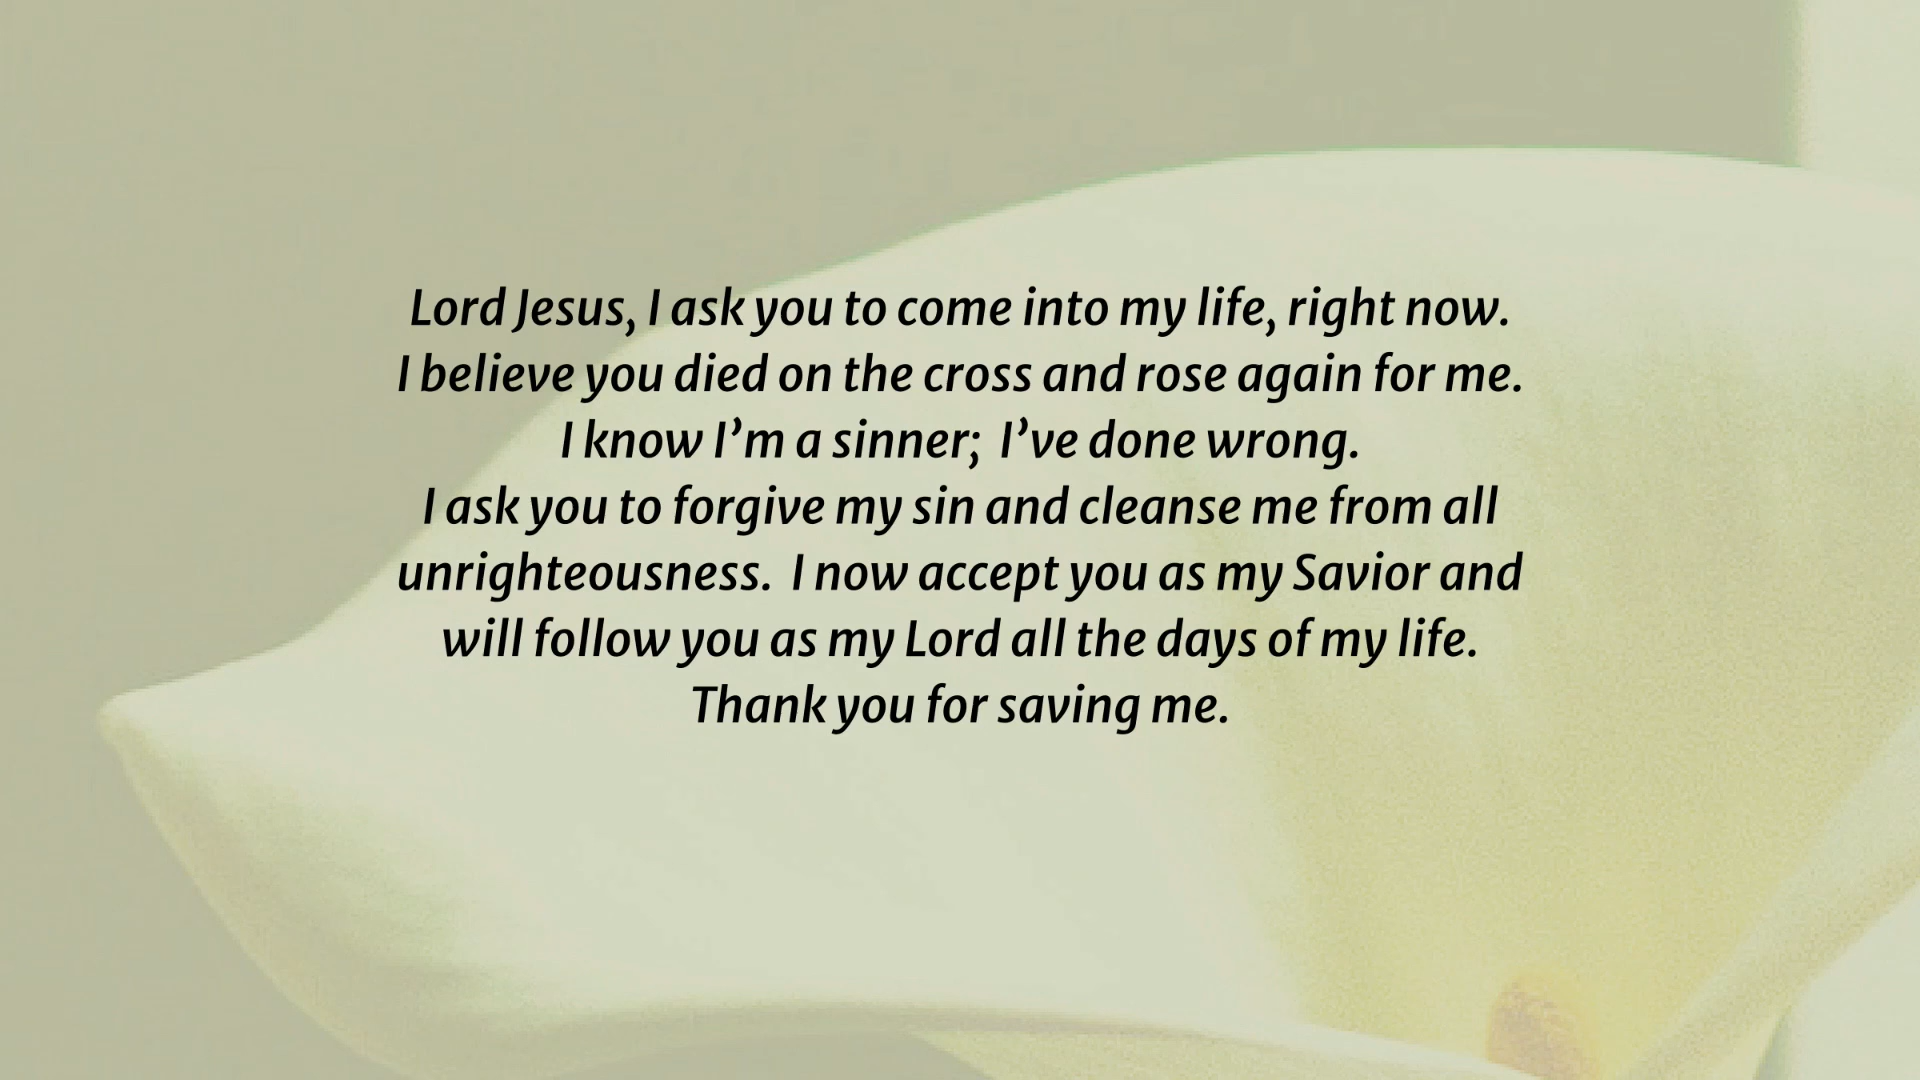 Lord Jesus, I ask you to come into my life, right now.
I believe you died on the cross and rose again for me.
I know I’m a sinner;  I’ve done wrong.
I ask you to forgive my sin and cleanse me from all
unrighteousness.  I now accept you as my Savior and
will follow you as my Lord all the days of my life.
Thank you for saving me.